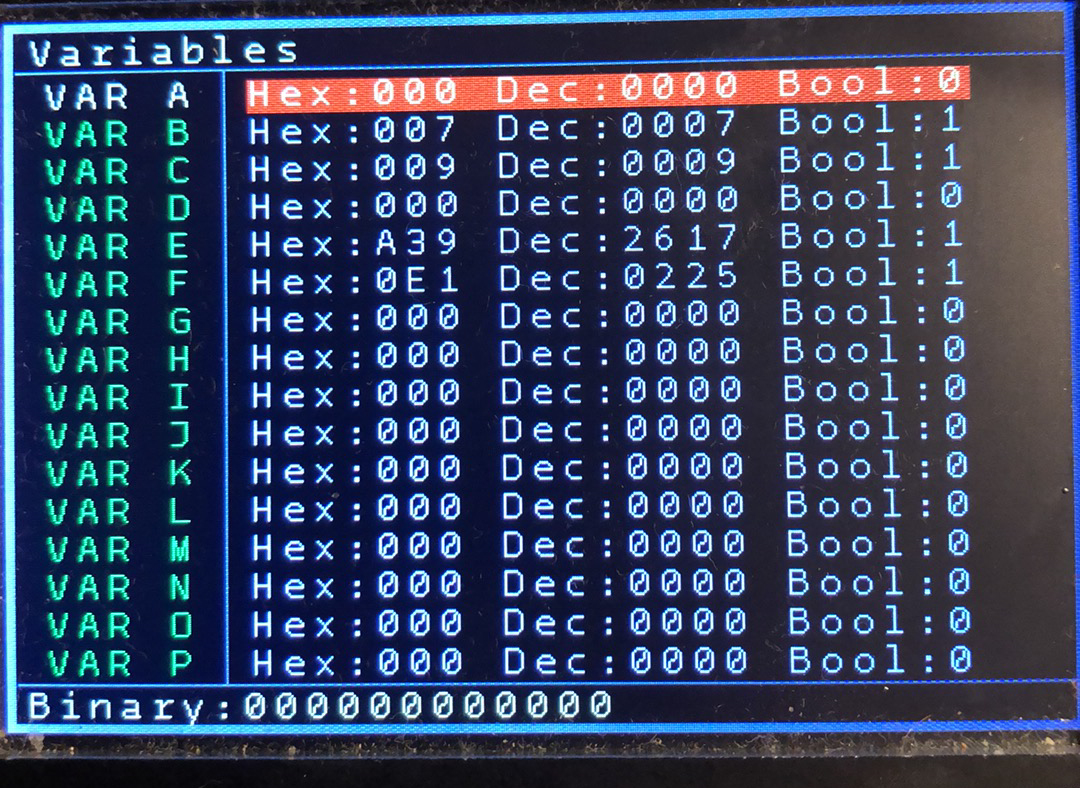 Variables
VAR A Hex:000 Dec:0000 Bool:0
VAR B Hex:007 Dec:0007 Bool:1
VAR C Hex:009 Dec:0009 Bool:1
VAR D Hex:000 Dec:0000 Bool:0
VAR E Hex:A39 Dec:2617 Bool:1
VAR F Hex:0E1 Dec:0225 Bool:1
VAR G Hex:000 Dec:0000 Bool:0
VAR H Hex:000 Dec:0000 Bool:0
VAR I Hex:000 Dec:0000 Bool:0
VAR J Hex:000 Dec:0000 Bool:0
VAR K Hex:000 Dec:0000 Bool:0
VAR L Hex:000 Dec:0000 Bool:0
VAR M Hex:000 Dec:0000 Bool:0
VAR N Hex:000 Dec:0000 Bool:0
VAR O Hex:000 Dec:0000 Bool:0
VAR P Hex:000 Dec:0000 Bool:0
Binary:000000000000